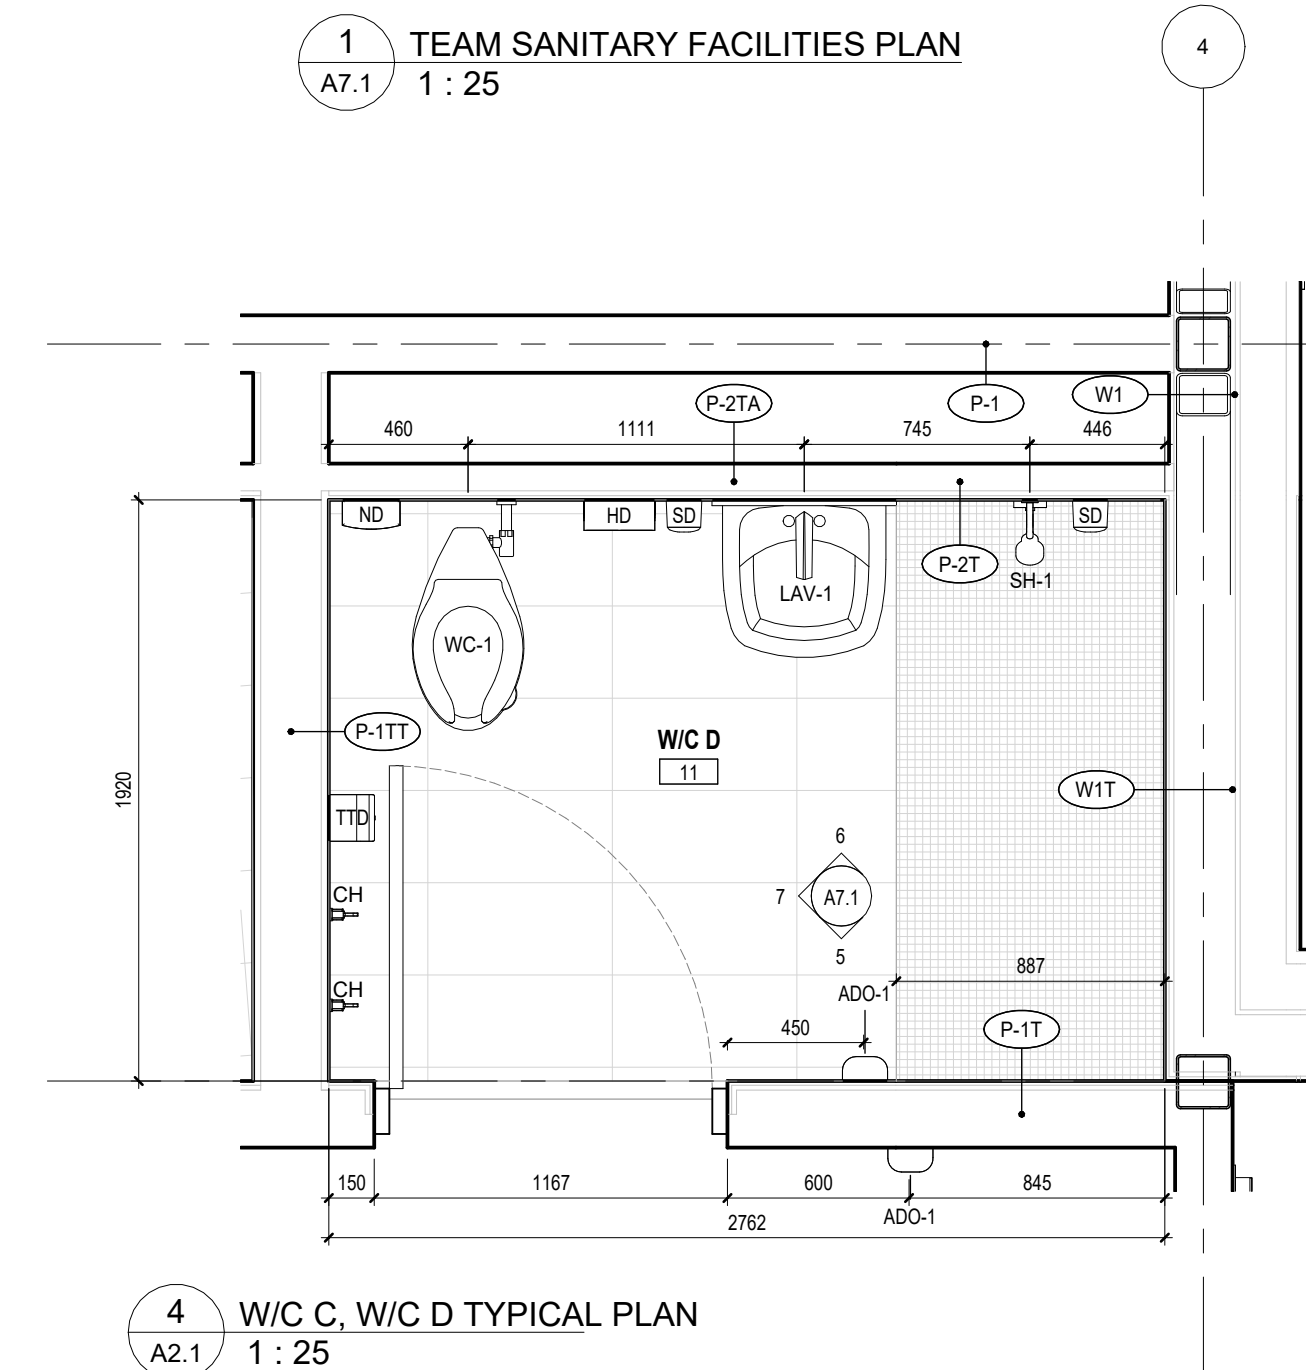 1
TEAM SANITARY FACILITIES PLAN
A7.1
1 : 25
4
W1
P-2TA
P-1
460
1111
745
446
ND
HD
SD
SD
P-2T
SH-1
LAV-1
WC-1
P-1TT
W/C D
11
1920
W1T
TTD
6
CH
7
A7.1
5
887
CH
ADO-1
450
P-1T
150
1167
600
845
2762
ADO-1
4
W/C C, W/C D TYPICAL PLAN
A2.1
1 : 25